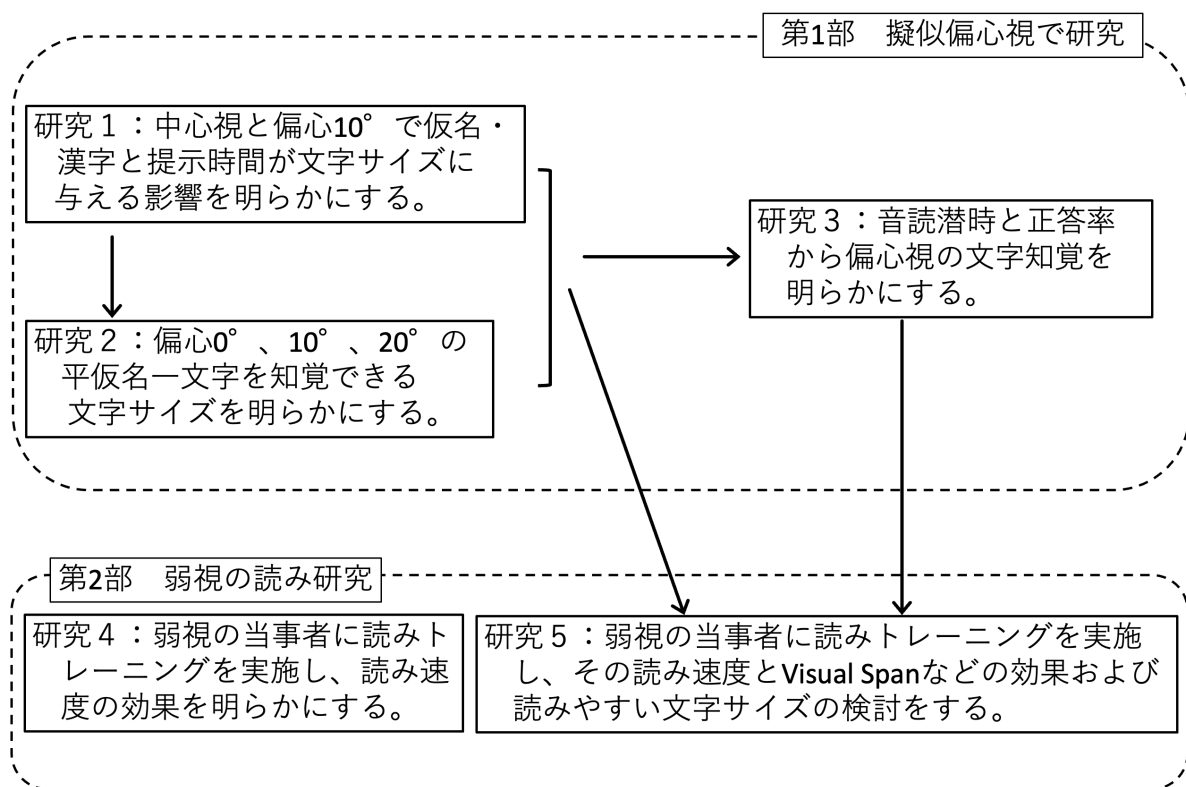 第1部　擬似偏心視で研究
研究１：中心視と偏心10°で仮名・
漢字と提示時間が文字サイズに
与える影響を明らかにする。
研究２：偏心0°、10°、20°の
平仮名一文字を知覚できる
文字サイズを明らかにする。
研究３：音読潜時と正答率
から偏心視の文字知覚を
明らかにする。
第2部　弱視の読み研究
研究４：弱視の当事者に読みト
レーニングを実施し、読み速
度の効果を明らかにする。
研究５：弱視の当事者に読みトレーニングを実施
し、その読み速度とVisual Spanなどの効果および
読みやすい文字サイズの検討をする。